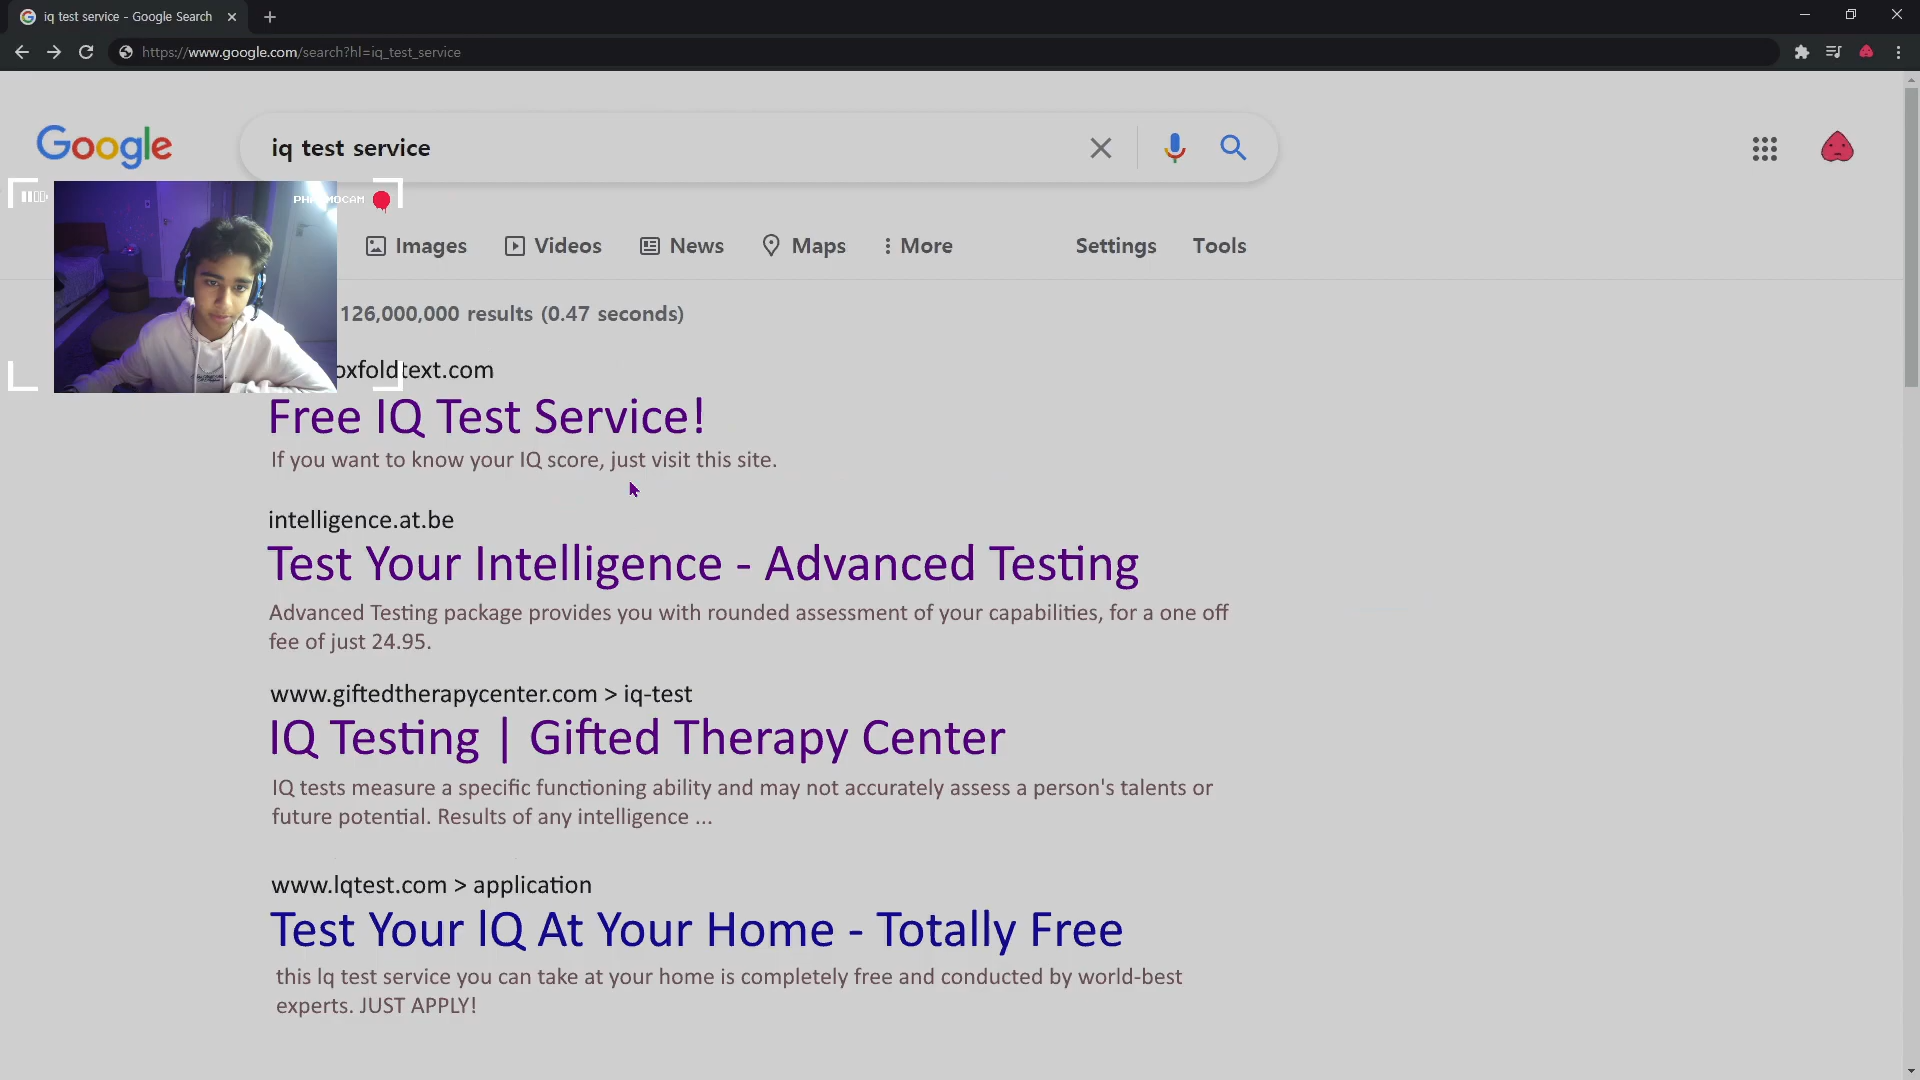 iq test service - Google Search
https://www.google.com/search?hl=iq_test_service
Google
iq test service
Images
Videos
News
Maps
More
Settings
Tools
126,000,000 results (0.47 seconds)
oxfoldtext.com
Free IQ Test Service!
If you want to know your IQ score, just visit this site.
intelligence.at.be
Test Your Intelligence - Advanced Testing
Advanced Testing package provides you with rounded assessment of your capabilities, for a one off
fee of just 24.95.
www.giftedtherapycenter.com > iq-test
IQ Testing | Gifted Therapy Center
IQ tests measure a specific functioning ability and may not accurately assess a person's talents or
future potential. Results of any intelligence ...
www.lqtest.com > application
Test Your lQ At Your Home - Totally Free
this lq test service you can take at your home is completely free and conducted by world-best
experts. JUST APPLY!